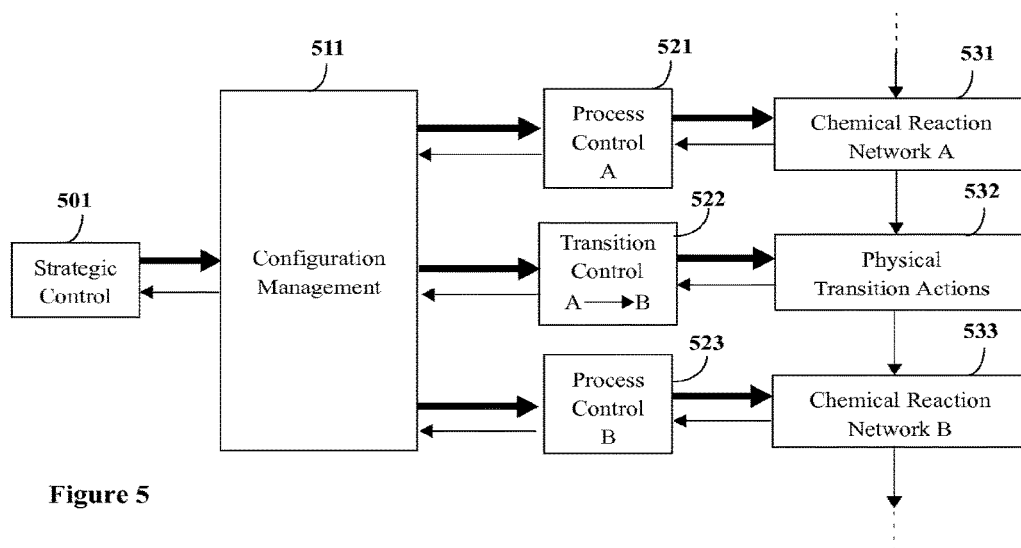 511
521
531
Process
Control
A
Chemical Reaction
Network A
501
522
532
Strategic
Control
Configuration
Management
Transition
Control
A B
Physical
Transition Actions
523
533
Process
Control
B
Chemical Reaction
Network B
Figure 5